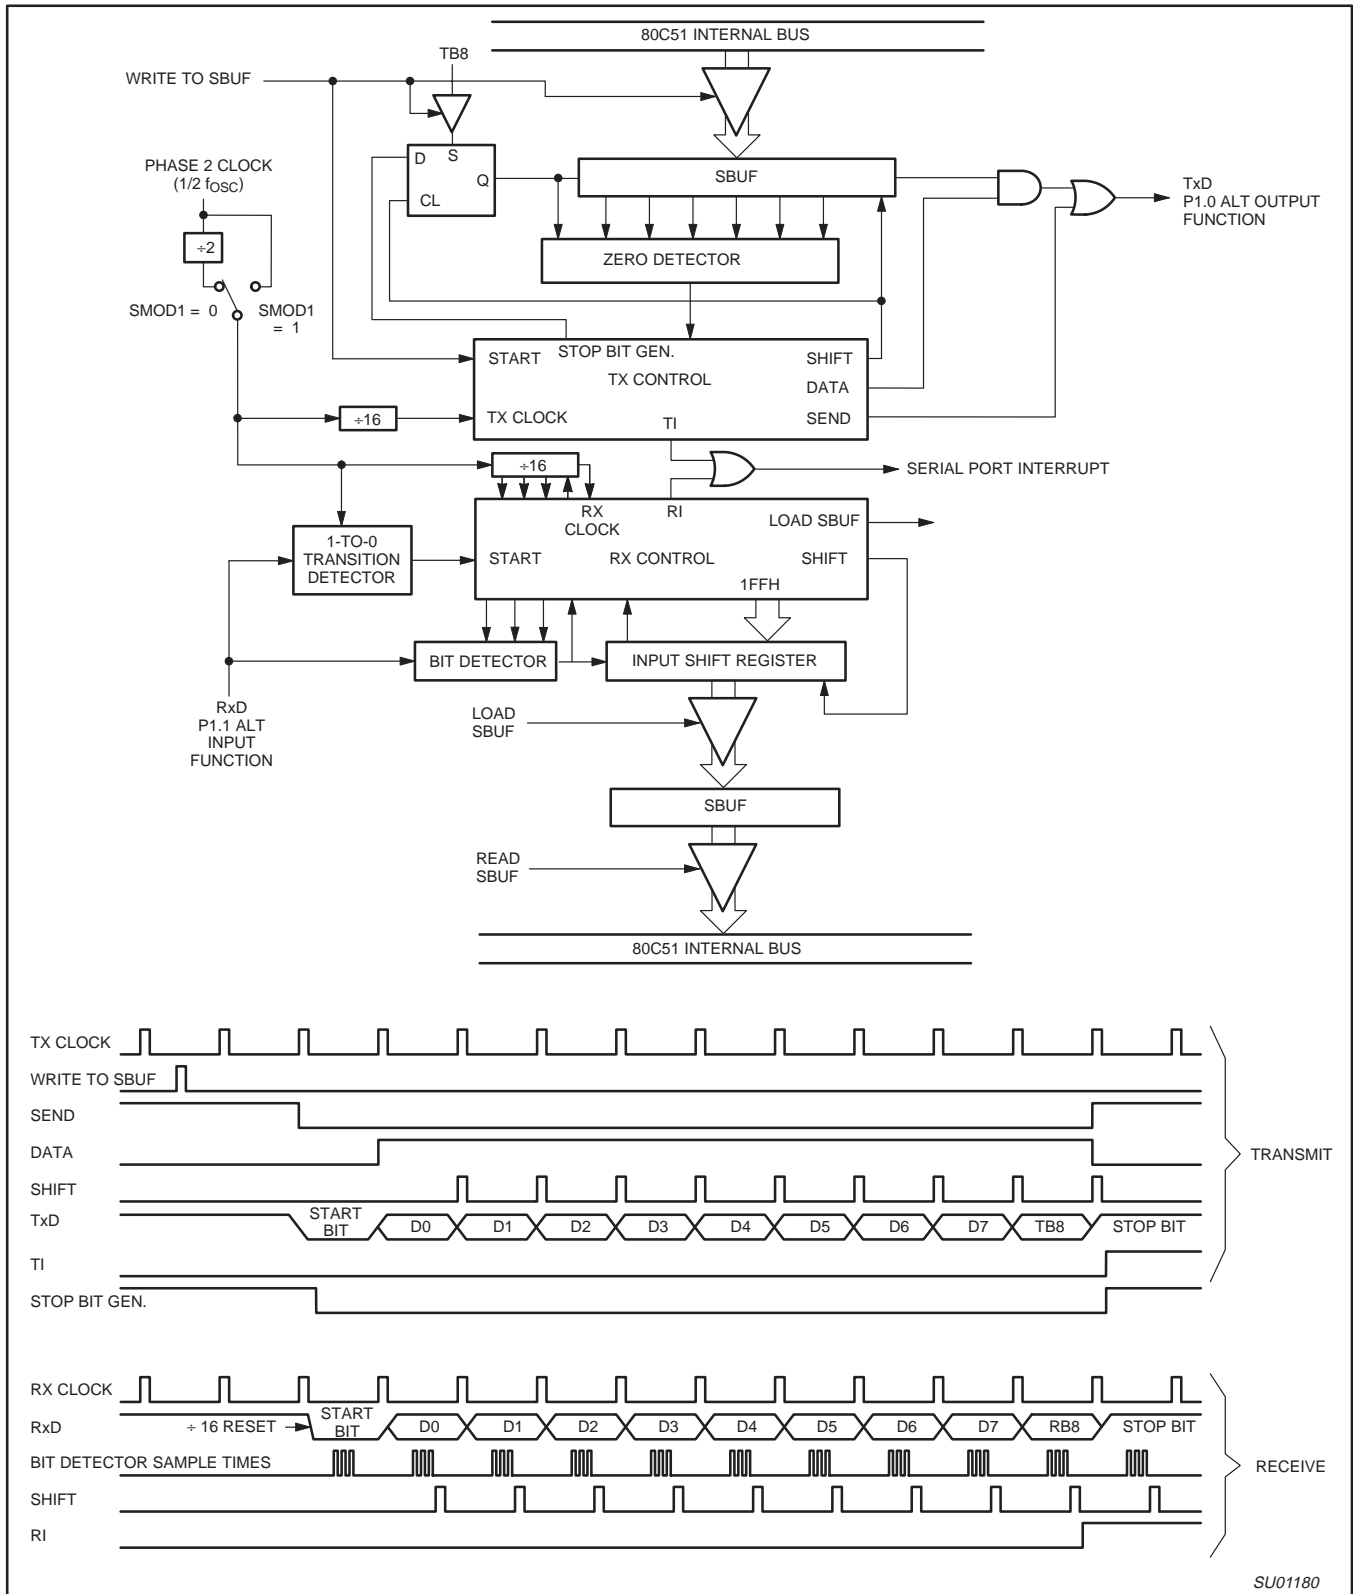 80C51 INTERNAL BUS
TB8
WRITE TO SBUF
D
S
Q
CL
SBUF
TxD
P1.0 ALT OUTPUT
FUNCTION
PHASE 2 CLOCK
(1/2 fOSC)
÷2
ZERO DETECTOR
SMOD1 = 0
SMOD1
= 1
STOP BIT GEN.
START
SHIFT
TX CONTROL
DATA
÷16
TX CLOCK
TI
SEND
÷16
SERIAL PORT INTERRUPT
RX
CLOCK
RI
LOAD SBUF
1-TO-0
TRANSITION
DETECTOR
START
RX CONTROL
SHIFT
1FFH
BIT DETECTOR
INPUT SHIFT REGISTER
RxD
P1.1 ALT
INPUT
FUNCTION
LOAD
SBUF
SBUF
READ
SBUF
80C51 INTERNAL BUS
TX CLOCK
WRITE TO SBUF
SEND
DATA
TRANSMIT
SHIFT
TxD
START
BIT
D0 D1 D2 D3 D4 D5 D6 D7 TB8 STOP BIT
TI
STOP BIT GEN.
RX CLOCK
RxD
÷ 16 RESET
START
BIT
D0 D1 D2 D3 D4 D5 D6 D7 RB8 STOP BIT
BIT DETECTOR SAMPLE TIMES
RECEIVE
SHIFT
RI
SU01180